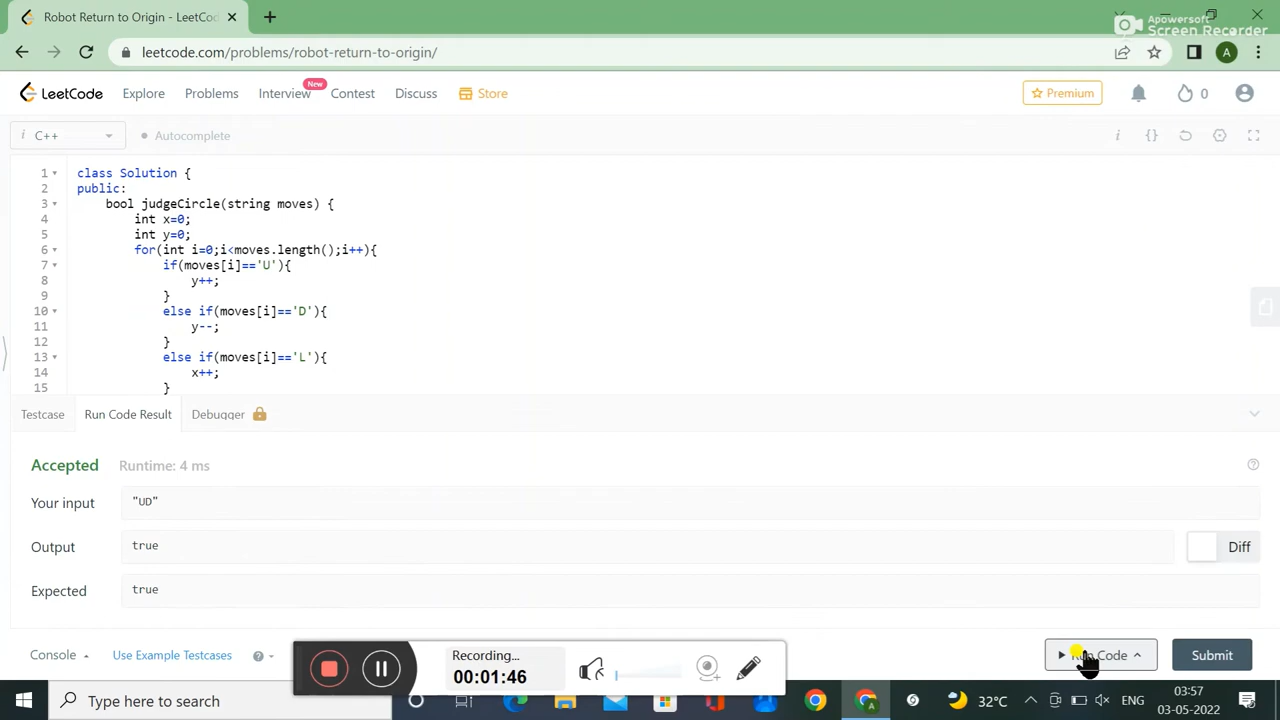 Robot Return to Origin - LeetCo
Apowersoft
Screen Recorder
leetcode.com/problems/robot-return-to-origin/
A
LeetCode
Explore
Problems
Interview
New
Contest
Discuss
Store
Premium
0
i
C++
Autocomplete
i
{}
1
class Solution {
2
public:
3
bool judgeCircle(string moves) {
4
int x=0;
5
int y=0;
6
for(int i=0;i<moves.length();i++){
7
if(moves[i]=='U'){
8
y++;
9
}
10
else if(moves[i]=='D'){
11
y--;
12
}
13
else if(moves[i]=='L'){
14
x++;
15
}
Testcase
Run Code Result
Debugger
Accepted
Runtime: 4 ms
?
Your input
"UD"
Output
true
Diff
Expected
true
Console
Use Example Testcases
?
Recording...
00:01:46
Run Code
Submit
Type here to search
32°C
ENG
03:57
03-05-2022